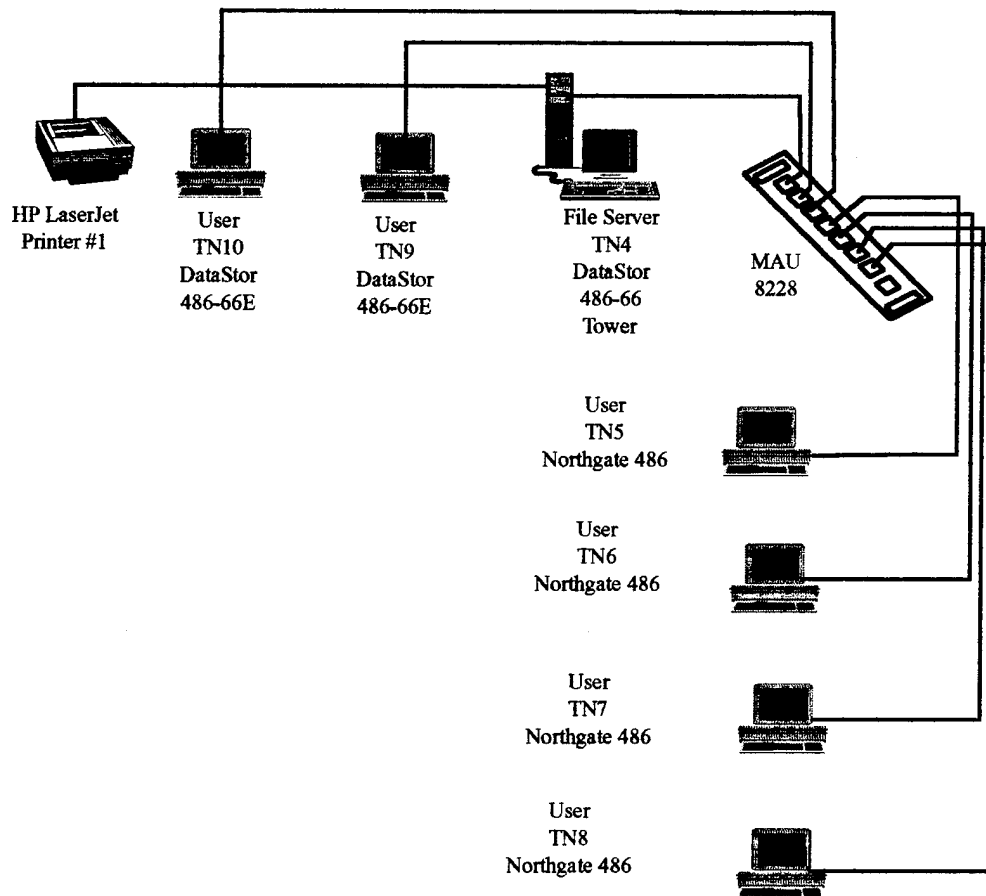 HP LaserJet
Printer #1
User
TN10
DataStor
486-66E
User
TN9
DataStor
486-66E
File Server
TN4
DataStor
486-66
Tower
MAU
8228
User
TN5
Northgate 486
User
TN6
Northgate 486
User
TN7
Northgate 486
User
TN8
Northgate 486